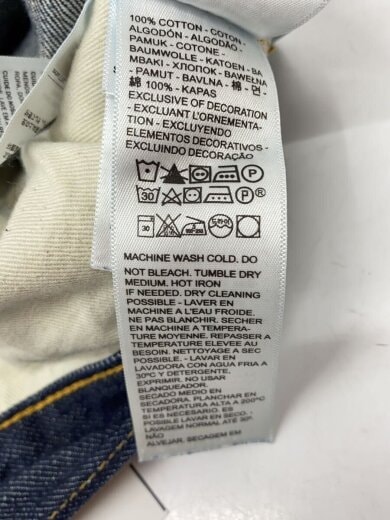 100% COTTON - COTON -
ALGODÓN - ALGODÃO -
PAMUK - COTONE -
BAUMWOLLE - KATOEN - BA
MBAKI - ХЛОПОК - BAWEŁNA
- PAMUT - BAVLNA - 棉 - 면 -
綿 100% - KAPAS
EXCLUSIVE OF DECORATION
- EXCLUANT L'ORNEMENTA-
TION - EXCLUYENDO
ELEMENTOS DECORATIVOS -
EXCLUINDO DECORAÇAO
P
30 P ®
30
MACHINE WASH COLD. DO
NOT BLEACH. TUMBLE DRY
MEDIUM. HOT IRON
IF NEEDED. DRY CLEANING
POSSIBLE - LAVER EN
MACHINE A L'EAU FROIDE.
NE PAS BLANCHIR. SECHER
EN MACHINE A TEMPERA-
TURE MOYENNE. REPASSER A
TEMPERATURE ELEVEE AU
BESOIN. NETTOYAGE A SEC
POSSIBLE. - LAVAR EN
LAVADORA CON AGUA FRIA A
30ºC Y DETERGENTE.
EXPRIMIR. NO USAR
BLANQUEADOR.
SECADO MEDIO EN
SECADORA. PLANCHAR EN
TEMPERATURA ALTA A 200ºC
SI ES NECESARIO. ES
POSIBLE LAVADO EN SECO. -
LAVAGEM NORMAL ATÉ 30º.
NÃO
ALVEJAR. SECAGEM EM